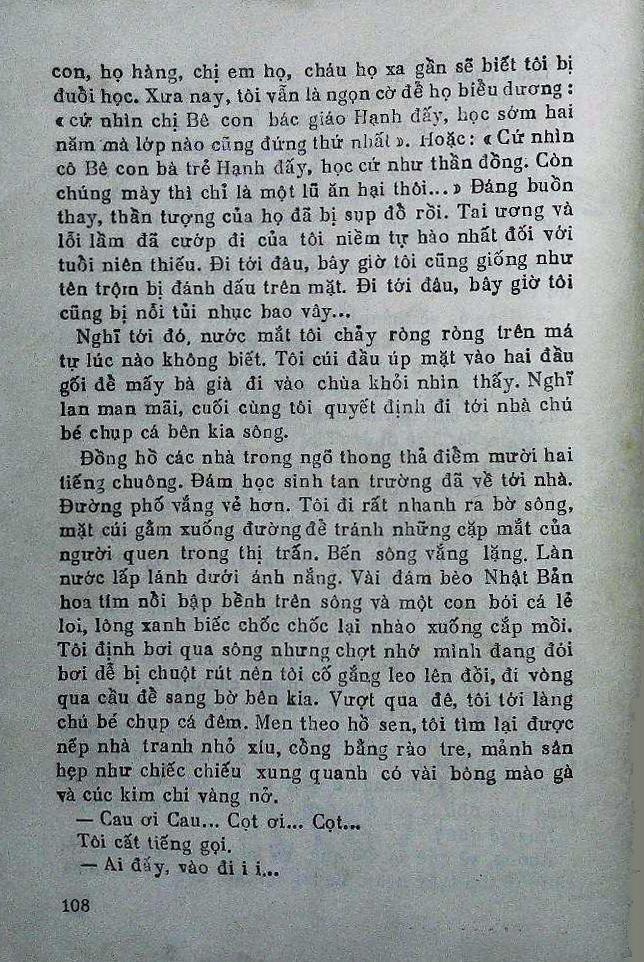 con, họ hàng, chị em họ, cháu họ xa gần sẽ biết tôi bị
đuổi học. Xưa nay, tôi vẫn là ngọn cờ để họ biểu dương :
« cứ nhìn chị Bê con bác giáo Hạnh đấy, học sớm hai
năm mà lớp nào cũng đứng thứ nhất ». Hoặc: « Cứ nhìn
cô Bê con bà trẻ Hạnh đấy, học cứ như thần đồng. Còn
chúng mày thì chỉ là một lũ ăn hại thôi... » Đáng buồn
thay, thần tượng của họ đã bị sụp đổ rồi. Tai ương và
lỗi lầm đã cướp đi của tôi niềm tự hào nhất đối với
tuổi niên thiếu. Đi tới đâu, bây giờ tôi cũng giống như
tên trộm bị đánh dấu trên mặt. Đi tới đâu, bây giờ tôi
cũng bị nỗi tủi nhục bao vây...
Nghĩ tới đó, nước mắt tôi chảy ròng ròng trên má
tự lúc nào không biết. Tôi cúi đầu úp mặt vào hai đầu
gối để mấy bà già đi vào chùa khỏi nhìn thấy. Nghĩ
lan man mãi, cuối cùng tôi quyết định đi tới nhà chú
bé chụp cá bên kia sông.
Đồng hồ các nhà trong ngõ thong thả điểm mười hai
tiếng chuông. Đám học sinh tan trường đã về tới nhà.
Đường phố vắng vẻ hơn. Tôi đi rất nhanh ra bờ sông,
mặt cúi gằm xuống đường để tránh những cặp mắt của
người quen trong thị trấn. Bến sông vắng lặng. Làn
nước lấp lánh dưới ánh nắng. Vài đám bèo Nhật Bản
hoa tím nổi bập bềnh trên sông và một con bói cá lẻ
loi, lông xanh biếc chốc chốc lại nhào xuống cắp mồi.
Tôi định bơi qua sông nhưng chợt nhớ mình đang đói
bơi dễ bị chuột rút nên tôi cố gắng leo lên đồi, đi vòng
qua cầu để sang bờ bên kia. Vượt qua đê, tôi tới làng
chú bé chụp cá đêm. Men theo hồ sen, tôi tìm lại được
nếp nhà tranh nhỏ xíu, cổng bằng rào tre, mảnh sân
hẹp như chiếc chiếu xung quanh có vài bông mào gà
và cúc kim chi vàng nở.
— Cau ơi Cau... Cọt ơi... Cọt...
Tôi cất tiếng gọi.
— Ai đấy, vào đi i i...
108